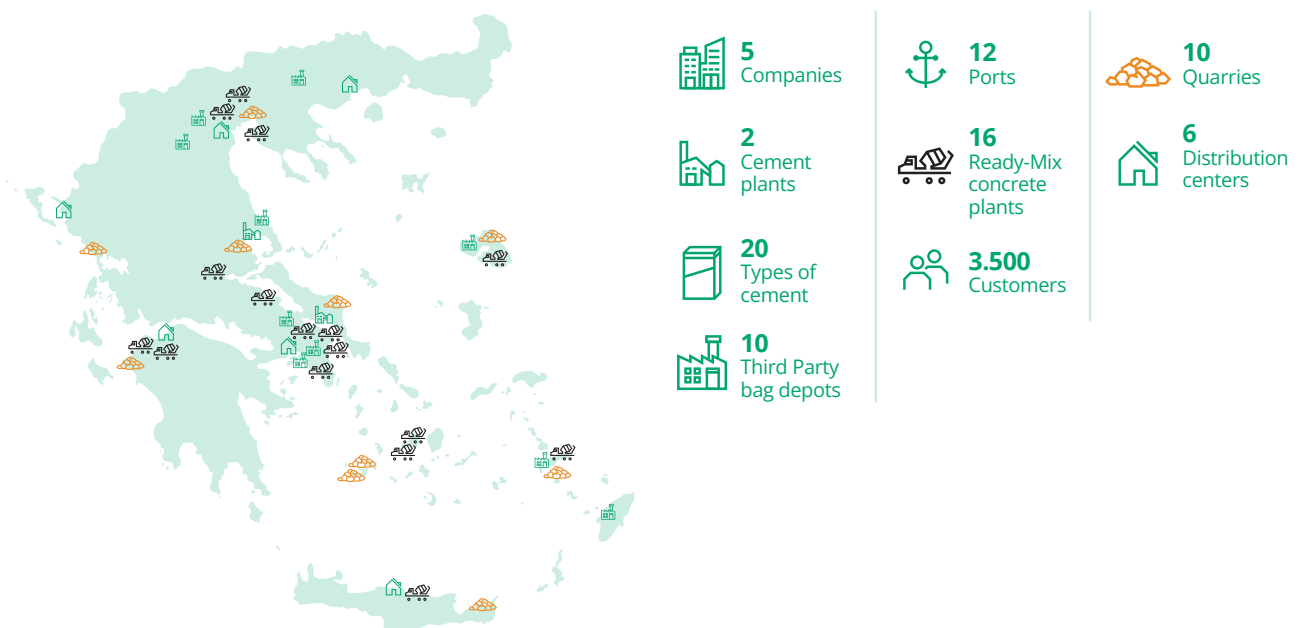 5
Companies
2
Cement
plants
20
Types of
cement
10
Third Party
bag depots
12
Ports
16
Ready-Mix
concrete
plants
3.500
Customers
10
Quarries
6
Distribution
centers